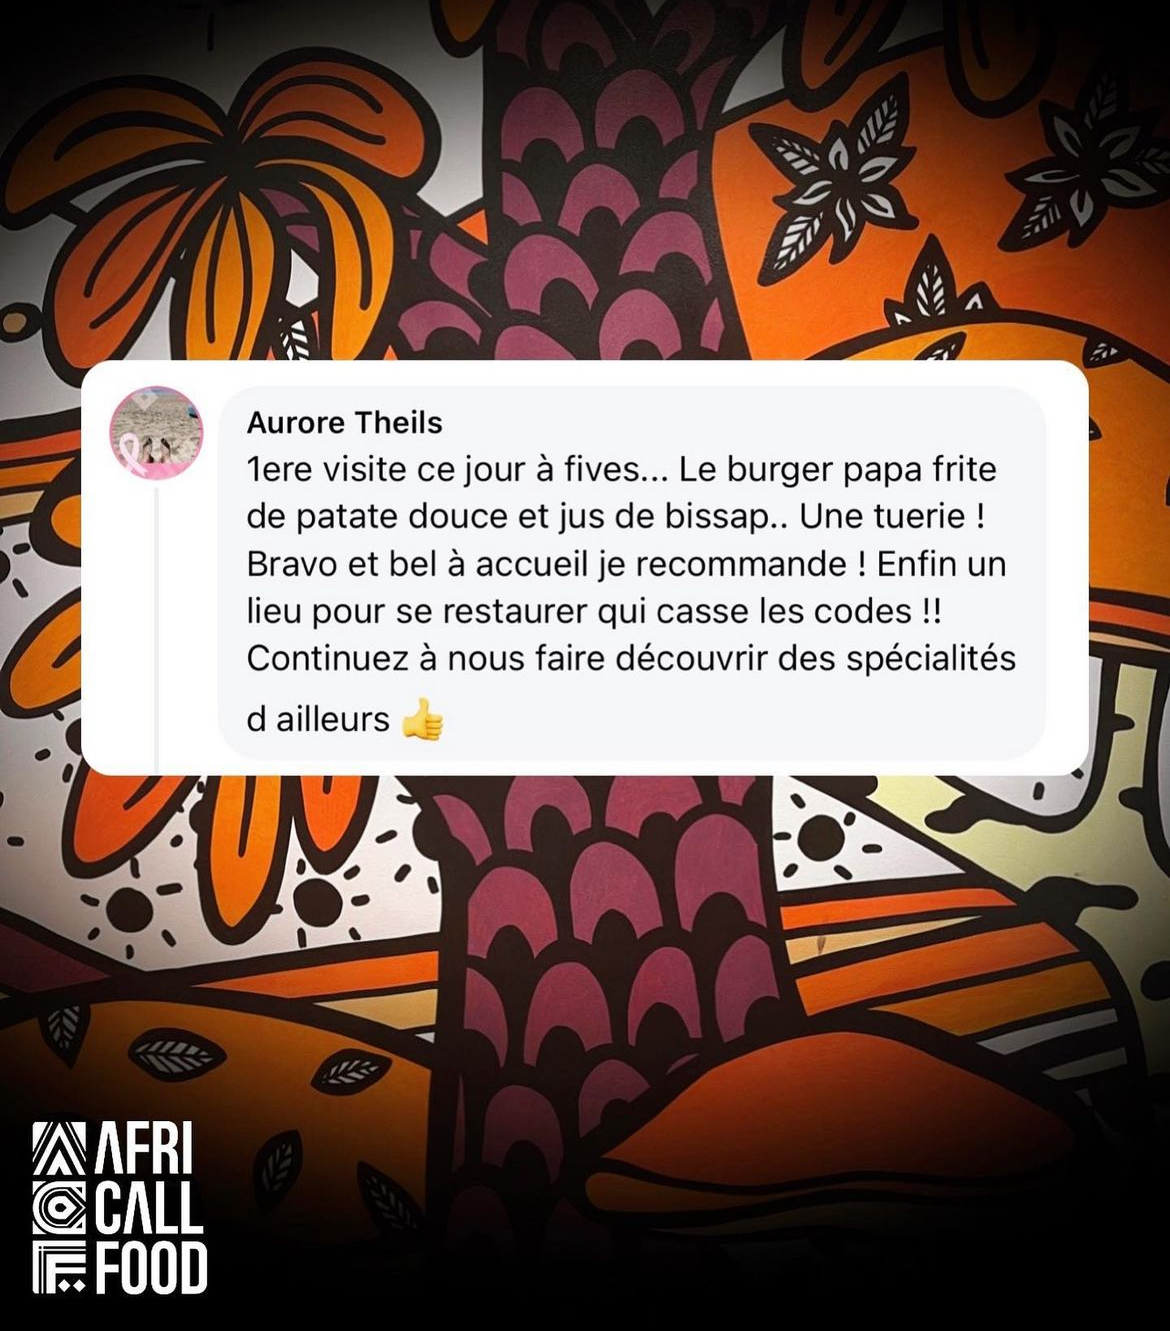 Aurore Theils
1ere visite ce jour à fives... Le burger papa frite
de patate douce et jus de bissap.. Une tuerie !
Bravo et bel à accueil je recommande ! Enfin un
lieu pour se restaurer qui casse les codes !!
Continuez à nous faire découvrir des spécialités
d ailleurs 👍
AFRI
CALL
FOOD